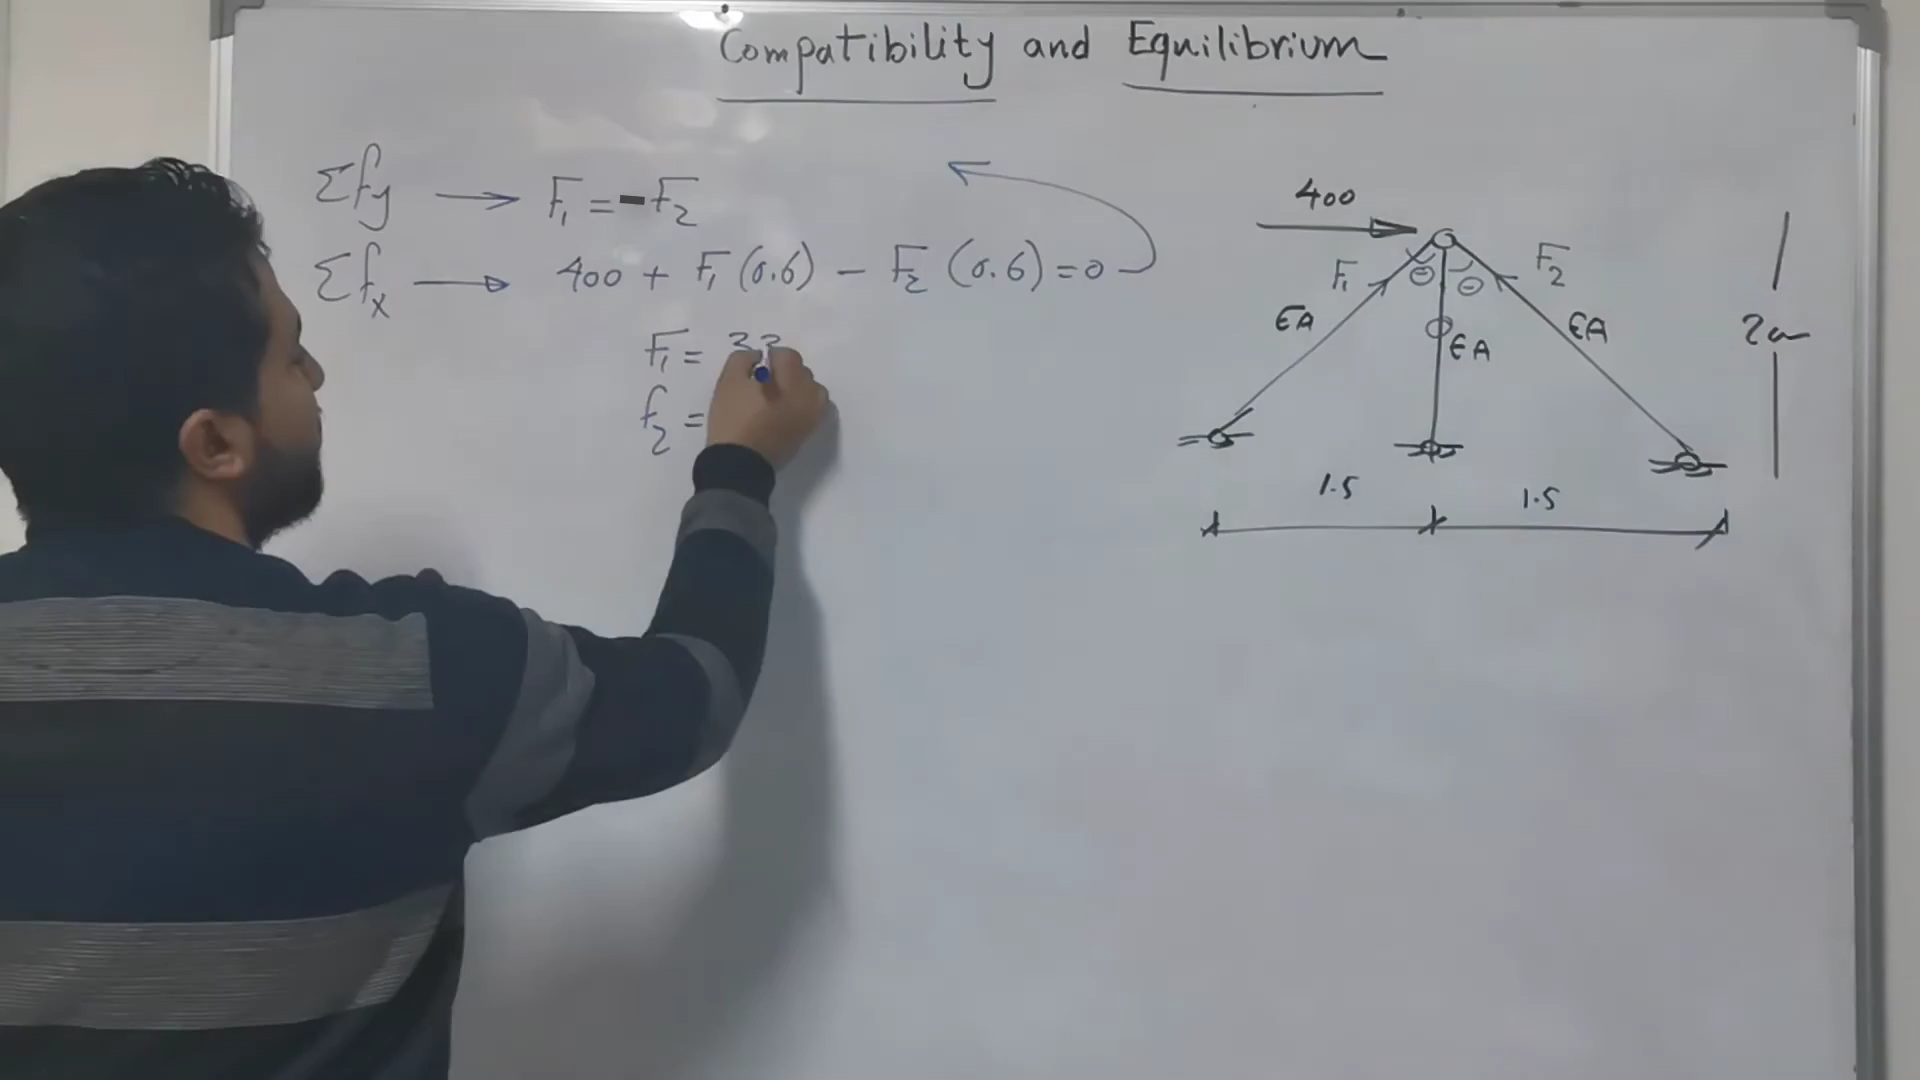 Compatibility and Equilibrium
Σfy → F₁ = -F₂
Σfx → 400 + F₁ (0.6) - F₂ (0.6) = 0
F₁ = 33
f₂ =
400
F₁ θ θ F₂
EA EA EA
1.5 1.5